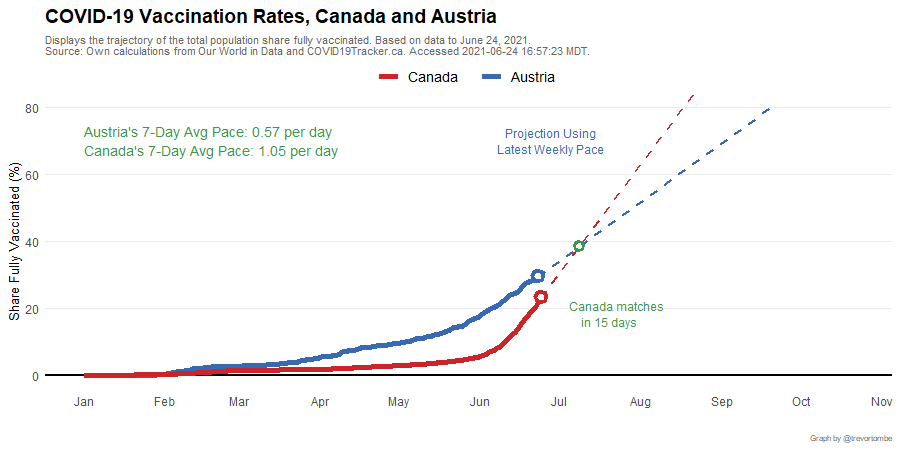 COVID-19 Vaccination Rates, Canada and Austria
Displays the trajectory of the total population share fully vaccinated. Based on data to June 24, 2021.
Source: Own calculations from Our World in Data and COVID19Tracker.ca. Accessed 2021-06-24 16:57:23 MDT.
Canada Austria
Share Fully Vaccinated (%)
80
60
40
20
0
Austria's 7-Day Avg Pace: 0.57 per day
Canada's 7-Day Avg Pace: 1.05 per day
Projection Using
Latest Weekly Pace
Canada matches
in 15 days
Jan Feb Mar Apr May Jun Jul Aug Sep Oct Nov
Graph by @trevortombe